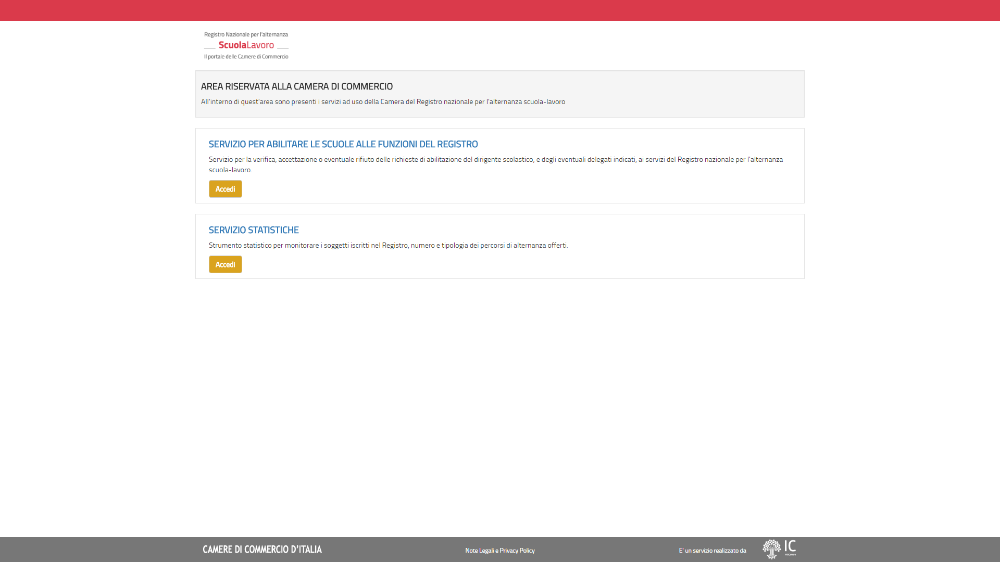 Registro Nazionale per l'alternanza
ScuolaLavoro
Il portale delle Camere di Commercio
AREA RISERVATA ALLA CAMERA DI COMMERCIO
All'interno di quest'area sono presenti i servizi ad uso della Camera del Registro nazionale per l'alternanza scuola-lavoro
SERVIZIO PER ABILITARE LE SCUOLE ALLE FUNZIONI DEL REGISTRO
Servizio per la verifica, accettazione o eventuale rifiuto delle richieste di abilitazione del dirigente scolastico, e degli eventuali delegati indicati, ai servizi del Registro nazionale per l'alternanza
scuola-lavoro.
Accedi
SERVIZIO STATISTICHE
Strumento statistico per monitorare i soggetti iscritti nel Registro, numero e tipologia dei percorsi di alternanza offerti.
Accedi
CAMERE DI COMMERCIO D'ITALIA
Note Legali e Privacy Policy
E' un servizio realizzato da
IC
InfoCamere